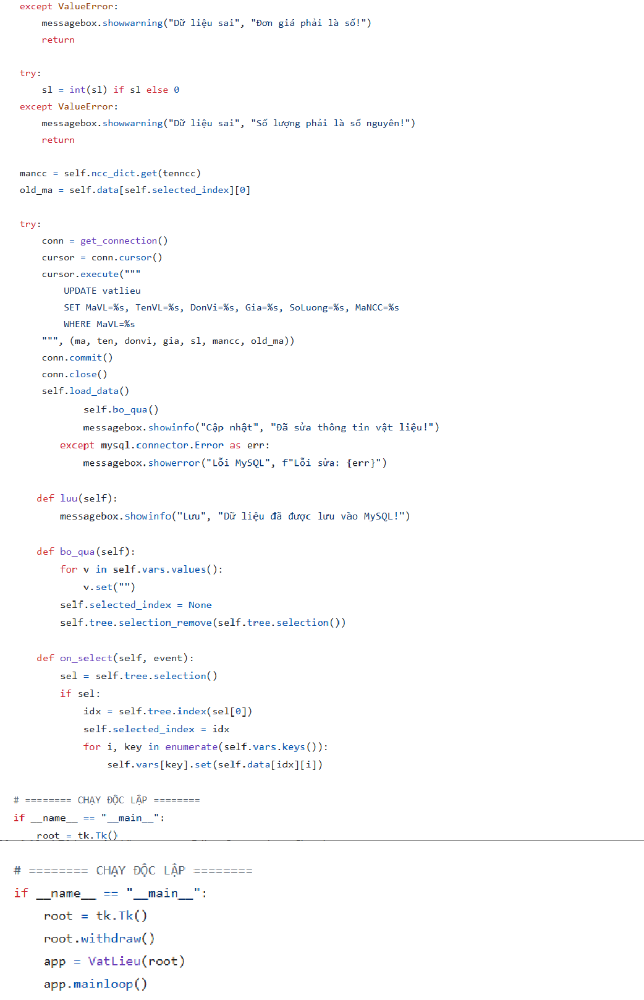 except ValueError:
    messagebox.showwarning("Dữ liệu sai", "Đơn giá phải là số!")
    return

try:
    sl = int(sl) if sl else 0
except ValueError:
    messagebox.showwarning("Dữ liệu sai", "Số lượng phải là số nguyên!")
    return

mancc = self.ncc_dict.get(tenncc)
old_ma = self.data[self.selected_index][0]

try:
    conn = get_connection()
    cursor = conn.cursor()
    cursor.execute("""
        UPDATE vatlieu
        SET MaVL=%s, TenVL=%s, DonVi=%s, Gia=%s, SoLuong=%s, MaNCC=%s
        WHERE MaVL=%s
    """, (ma, ten, donvi, gia, sl, mancc, old_ma))
    conn.commit()
    conn.close()
    self.load_data()
            self.bo_qua()
            messagebox.showinfo("Cập nhật", "Đã sửa thông tin vật liệu!")
        except mysql.connector.Error as err:
            messagebox.showerror("Lỗi MySQL", f"Lỗi sửa: {err}")

    def luu(self):
        messagebox.showinfo("Lưu", "Dữ liệu đã được lưu vào MySQL!")

    def bo_qua(self):
        for v in self.vars.values():
            v.set("")
        self.selected_index = None
        self.tree.selection_remove(self.tree.selection())

    def on_select(self, event):
        sel = self.tree.selection()
        if sel:
            idx = self.tree.index(sel[0])
            self.selected_index = idx
            for i, key in enumerate(self.vars.keys()):
                self.vars[key].set(self.data[idx][i])

# ======== CHẠY ĐỘC LẬP ========
if __name__ == "__main__":
    root = tk.Tk()
# ======== CHẠY ĐỘC LẬP ========
if __name__ == "__main__":
    root = tk.Tk()
    root.withdraw()
    app = VatLieu(root)
    app.mainloop()